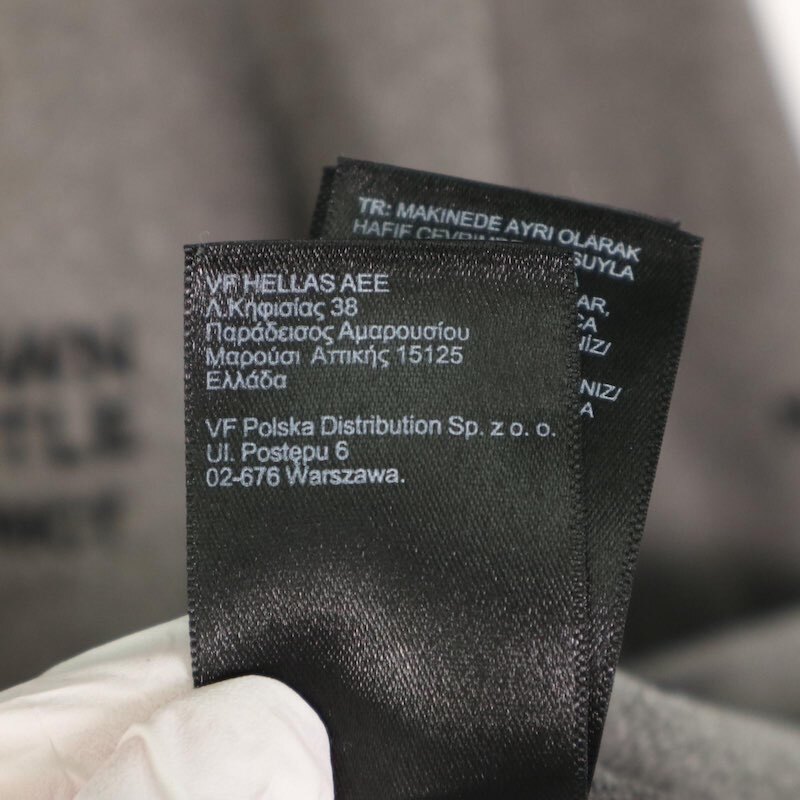 VF HELLAS AEE
Λ.Κηφισίας 38
Παράδεισος Αμαρουσίου
Μαρούσι Αττικής 15125
Ελλάδα
VF Polska Distribution Sp. z o. o.
Ul. Postępu 6
02-676 Warszawa.
TR: MAKINEDE AYRI OLARAK
HAFIF